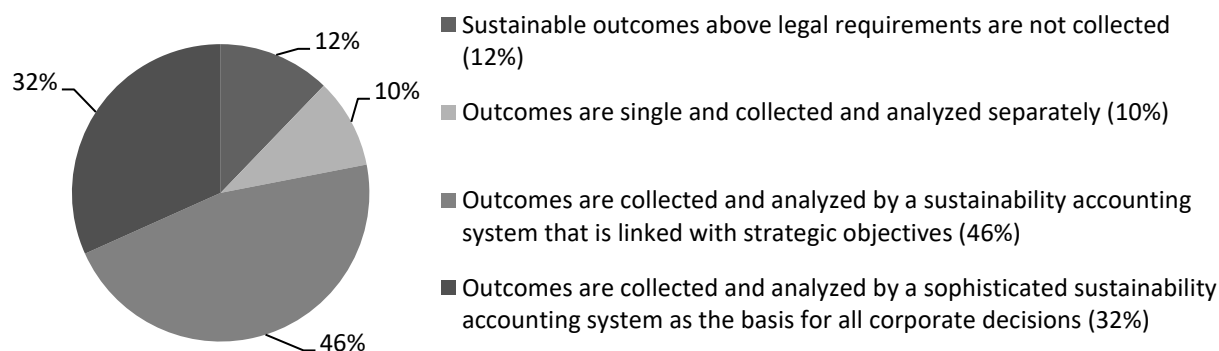 12%
10%
46%
32%
Sustainable outcomes above legal requirements are not collected
(12%)
Outcomes are single and collected and analyzed separately (10%)
Outcomes are collected and analyzed by a sustainability accounting
system that is linked with strategic objectives (46%)
Outcomes are collected and analyzed by a sophisticated sustainability
accounting system as the basis for all corporate decisions (32%)